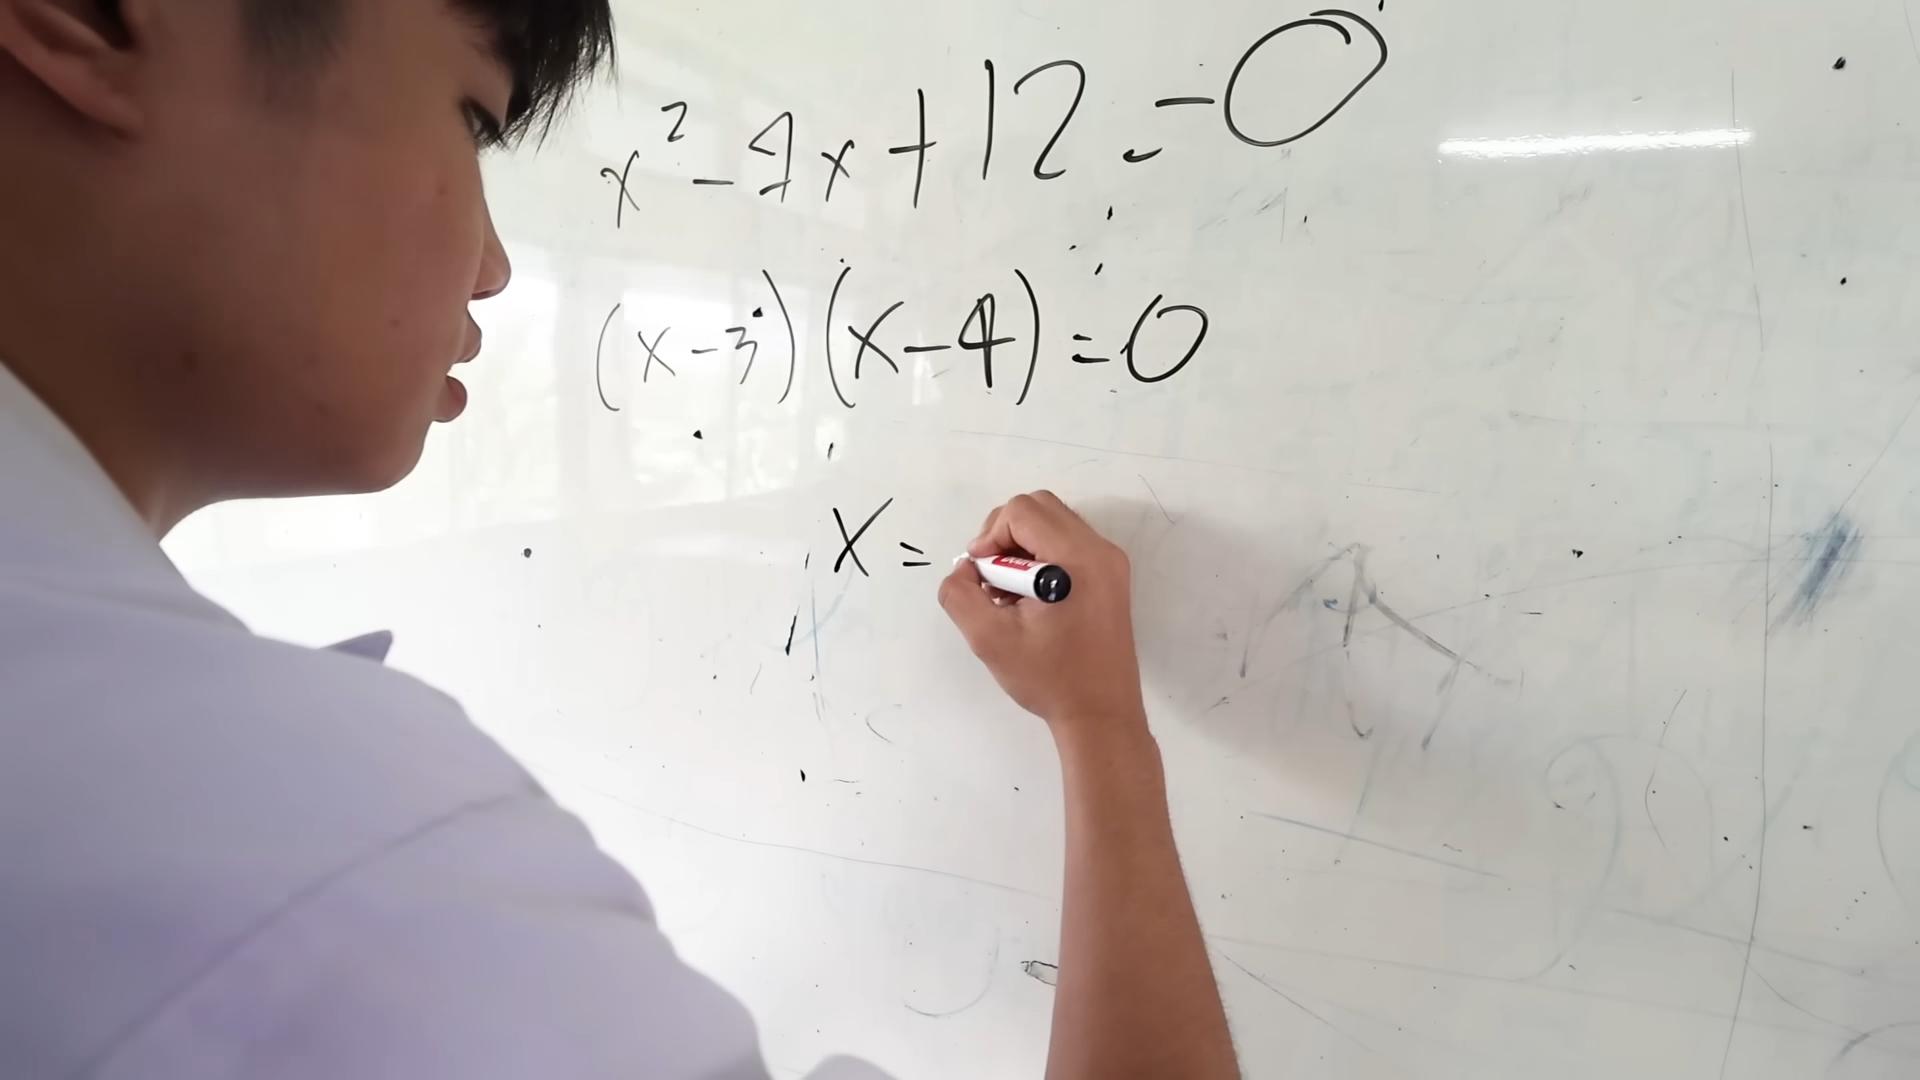 x² - 7x + 12 = 0
(x - 3)(x - 4) = 0
x =